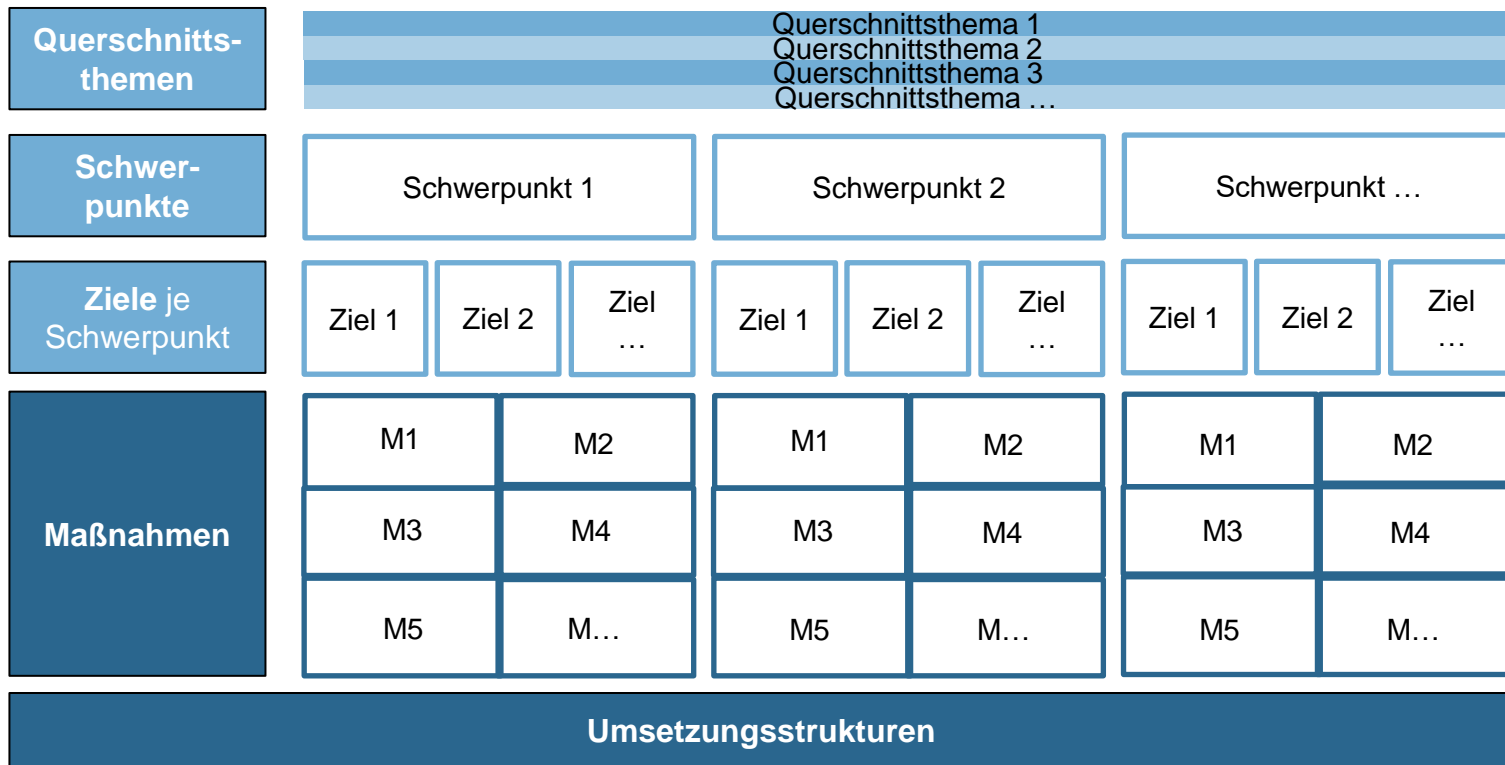 Querschnitts-
themen
Querschnittsthema 1
Querschnittsthema 2
Querschnittsthema 3
Querschnittsthema …
Schwer-
punkte
Schwerpunkt 1
Schwerpunkt 2
Schwerpunkt …
Ziele je
Schwerpunkt
Ziel 1
Ziel 2
Ziel
…
Ziel 1
Ziel 2
Ziel
…
Ziel 1
Ziel 2
Ziel
…
Maßnahmen
M1
M2
M1
M2
M1
M2
M3
M4
M3
M4
M3
M4
M5
M…
M5
M…
M5
M…
Umsetzungsstrukturen